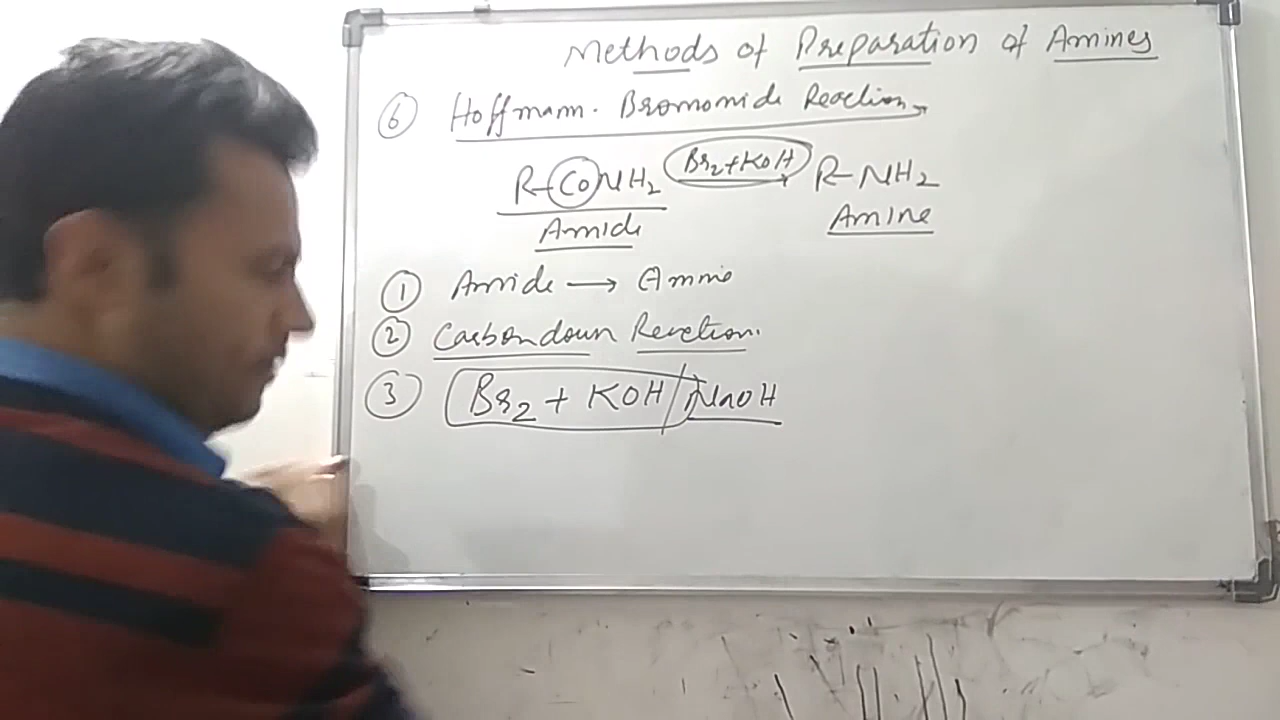 Methods of Preparation of Amines
⑥ Hoffmann. Bromomide Reaction
R-CONH₂ Br₂+KOH → R-NH₂
Amide Amine
① Amide → Amine
② Carbondown Reaction.
③ Br₂ + KOH/NaOH